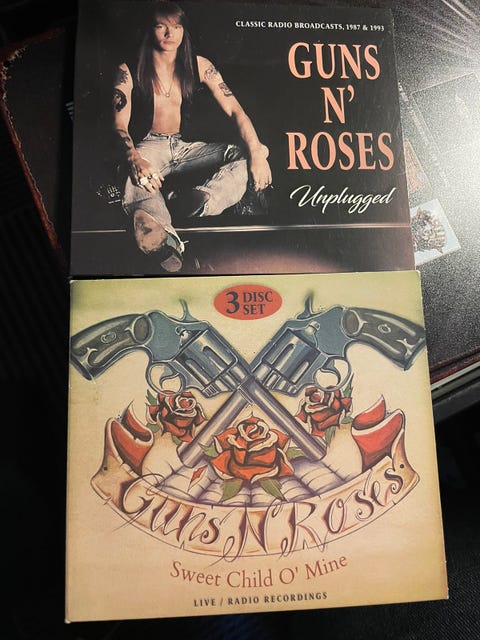 CLASSIC RADIO BROADCASTS, 1987 & 1993
GUNS
N'
ROSES
Unplugged
3 DISC
SET
Guns N' Roses
Sweet Child O' Mine
LIVE / RADIO RECORDINGS